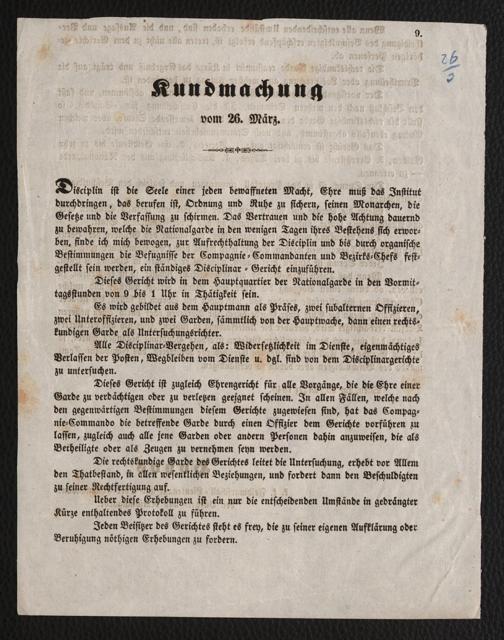 9.
92
c
Kundmachung
vom 26. März.
Disciplin ist die Seele einer jeden bewaffneten Macht, Ehre muß das Institut
durchdringen, das berufen ist, Ordnung und Ruhe zu sichern, seinen Monarchen, die
Gesetze und die Verfassung zu schirmen. Das Vertrauen und die hohe Achtung dauernd
zu bewahren, welche die Nationalgarde in den wenigen Tagen ihres Bestehens sich erwor-
ben, finde ich mich bewogen, zur Aufrechthaltung der Disciplin und bis durch organische
Bestimmungen die Befugnisse der Compagnie-Commandanten und Bezirks-Chefs fest-
gestellt sein werden, ein ständiges Disciplinar-Gericht einzuführen.
Dieses Gericht wird in dem Hauptquartier der Nationalgarde in den Vormit-
tagsstunden von 9 bis 1 Uhr in Thätigkeit sein.
Es wird gebildet aus dem Hauptmann als Präses, zwei subalternen Offizieren,
zwei Unteroffizieren, und zwei Garden, sämmtlich von der Hauptwache, dann einen rechts-
kundigen Garde als Untersuchungsrichter.
Alle Disciplinar-Vergehen, als: Widersetzlichkeit im Dienste, eigenmächtiges
Verlassen der Posten, Wegbleiben vom Dienste u. dgl. sind von dem Disciplinargerichte
zu untersuchen.
Dieses Gericht ist zugleich Ehrengericht für alle Vorgänge, die die Ehre einer
Garde zu verdächtigen oder zu verletzen geeignet scheinen. In allen Fällen, welche nach
den gegenwärtigen Bestimmungen diesem Gerichte zugewiesen sind, hat das Compag-
nie-Commando die betreffende Garde durch einen Offizier dem Gerichte vorführen zu
lassen, zugleich auch alle jene Garden oder andere Personen dahin anzuweisen, die als
Betheiligte oder als Zeugen zu vernehmen seyn werden.
Die rechtskundige Garde des Gerichtes leitet die Untersuchung, erhebt vor Allem
den Thatbestand, in allen wesentlichen Beziehungen, und fordert dann den Beschuldigten
zu seiner Rechtfertigung auf.
Ueber diese Erhebungen ist ein nur die entscheidenden Umstände in gedrängter
Kürze enthaltendes Protokoll zu führen.
Jeden Beisitzer des Gerichtes steht es frey, die zu seiner eigenen Aufklärung oder
Beruhigung nöthigen Erhebungen zu fordern.